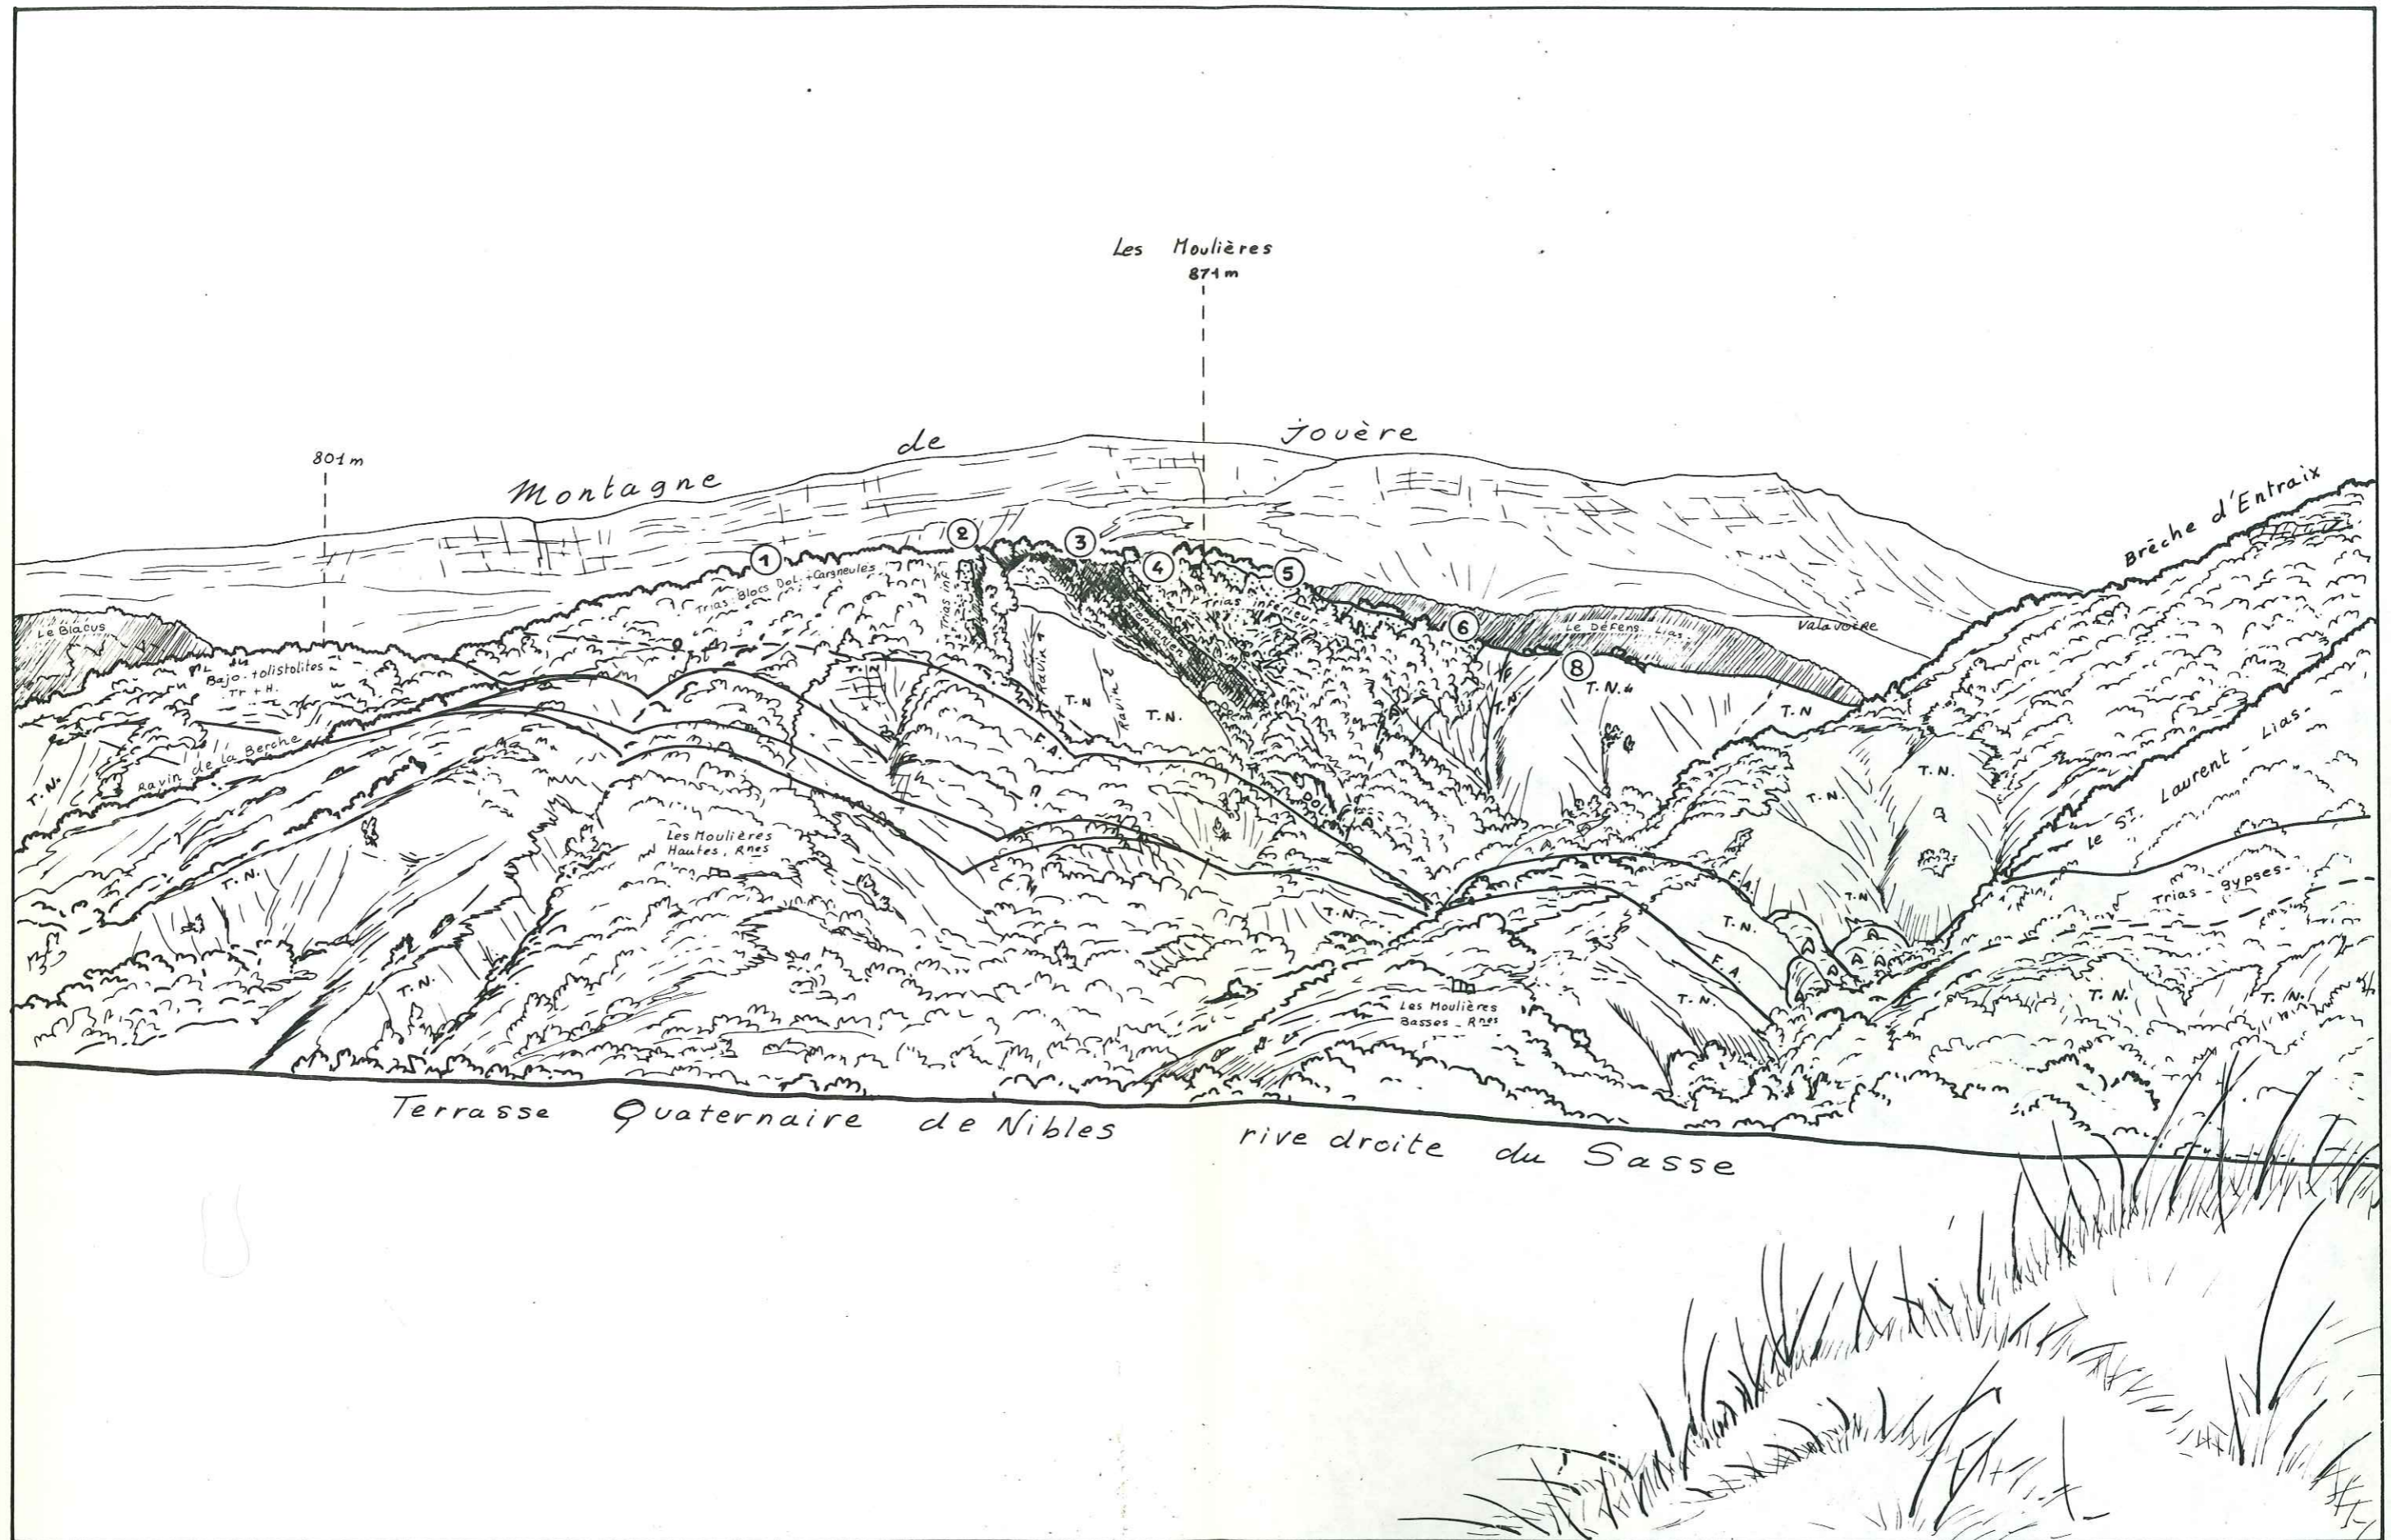 Les Moulières
871 m
801 m
Montagne de jouère
Brèche d'Entraix
1
2
3
4
5
6
8
Trias. Blocs Dol. + Cargneules
Trias inf
Stéphanien
Trias inférieur
Le Défens. Lias.
Valavoire
Le Blacus
Bajo. + olistolites
Tr + H.
Ravin de la Berche
Ravin 1
Ravin 2
T.N.
T.N.
T.N.
T.N.
T.N.
T.N.
T.N.
F.A.
Dol
T.N.
T.N.
T.N.
Le St Laurent - Lias.
Trias - gypses -
Les Moulières
Hautes, Rnes
T.N.
T.N.
T.N.
F.A.
T.N.
F.A.
T.N.
T.N.
T.N.
Les Moulières
Basses - Rnes
Terrasse Quaternaire de Nibles rive droite du Sasse